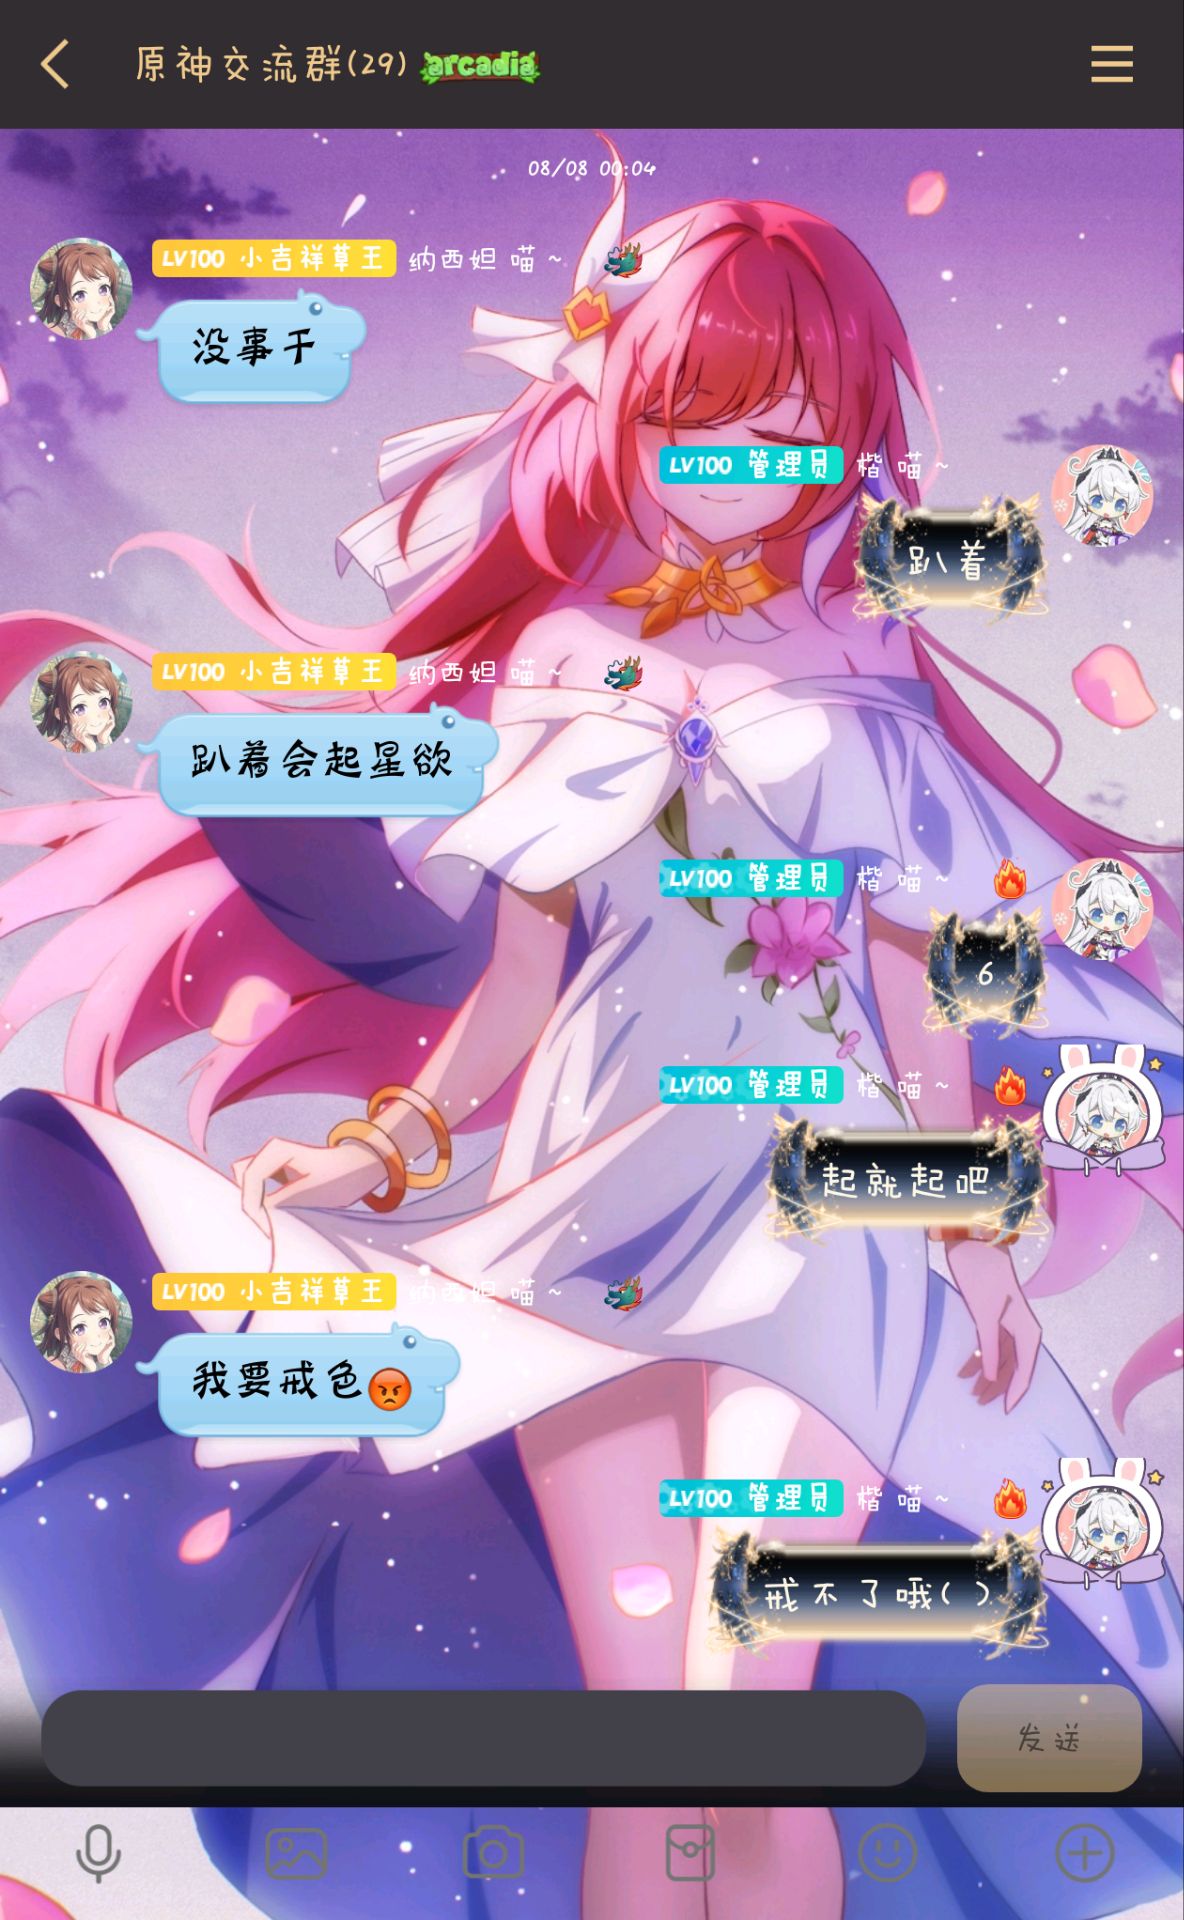 原神交流群(29) arcadia
08/08 00:04
LV100 小吉祥草王 纳西妲 喵~
没事干
LV100 管理员 楷 喵~
趴着
LV100 小吉祥草王 纳西妲 喵~
趴着会起星欲
LV100 管理员 楷 喵~
6
LV100 管理员 楷 喵~
起就起吧
LV100 小吉祥草王 纳西妲 喵~
我要戒色😡
LV100 管理员 楷 喵~
戒不了哦( )
发送